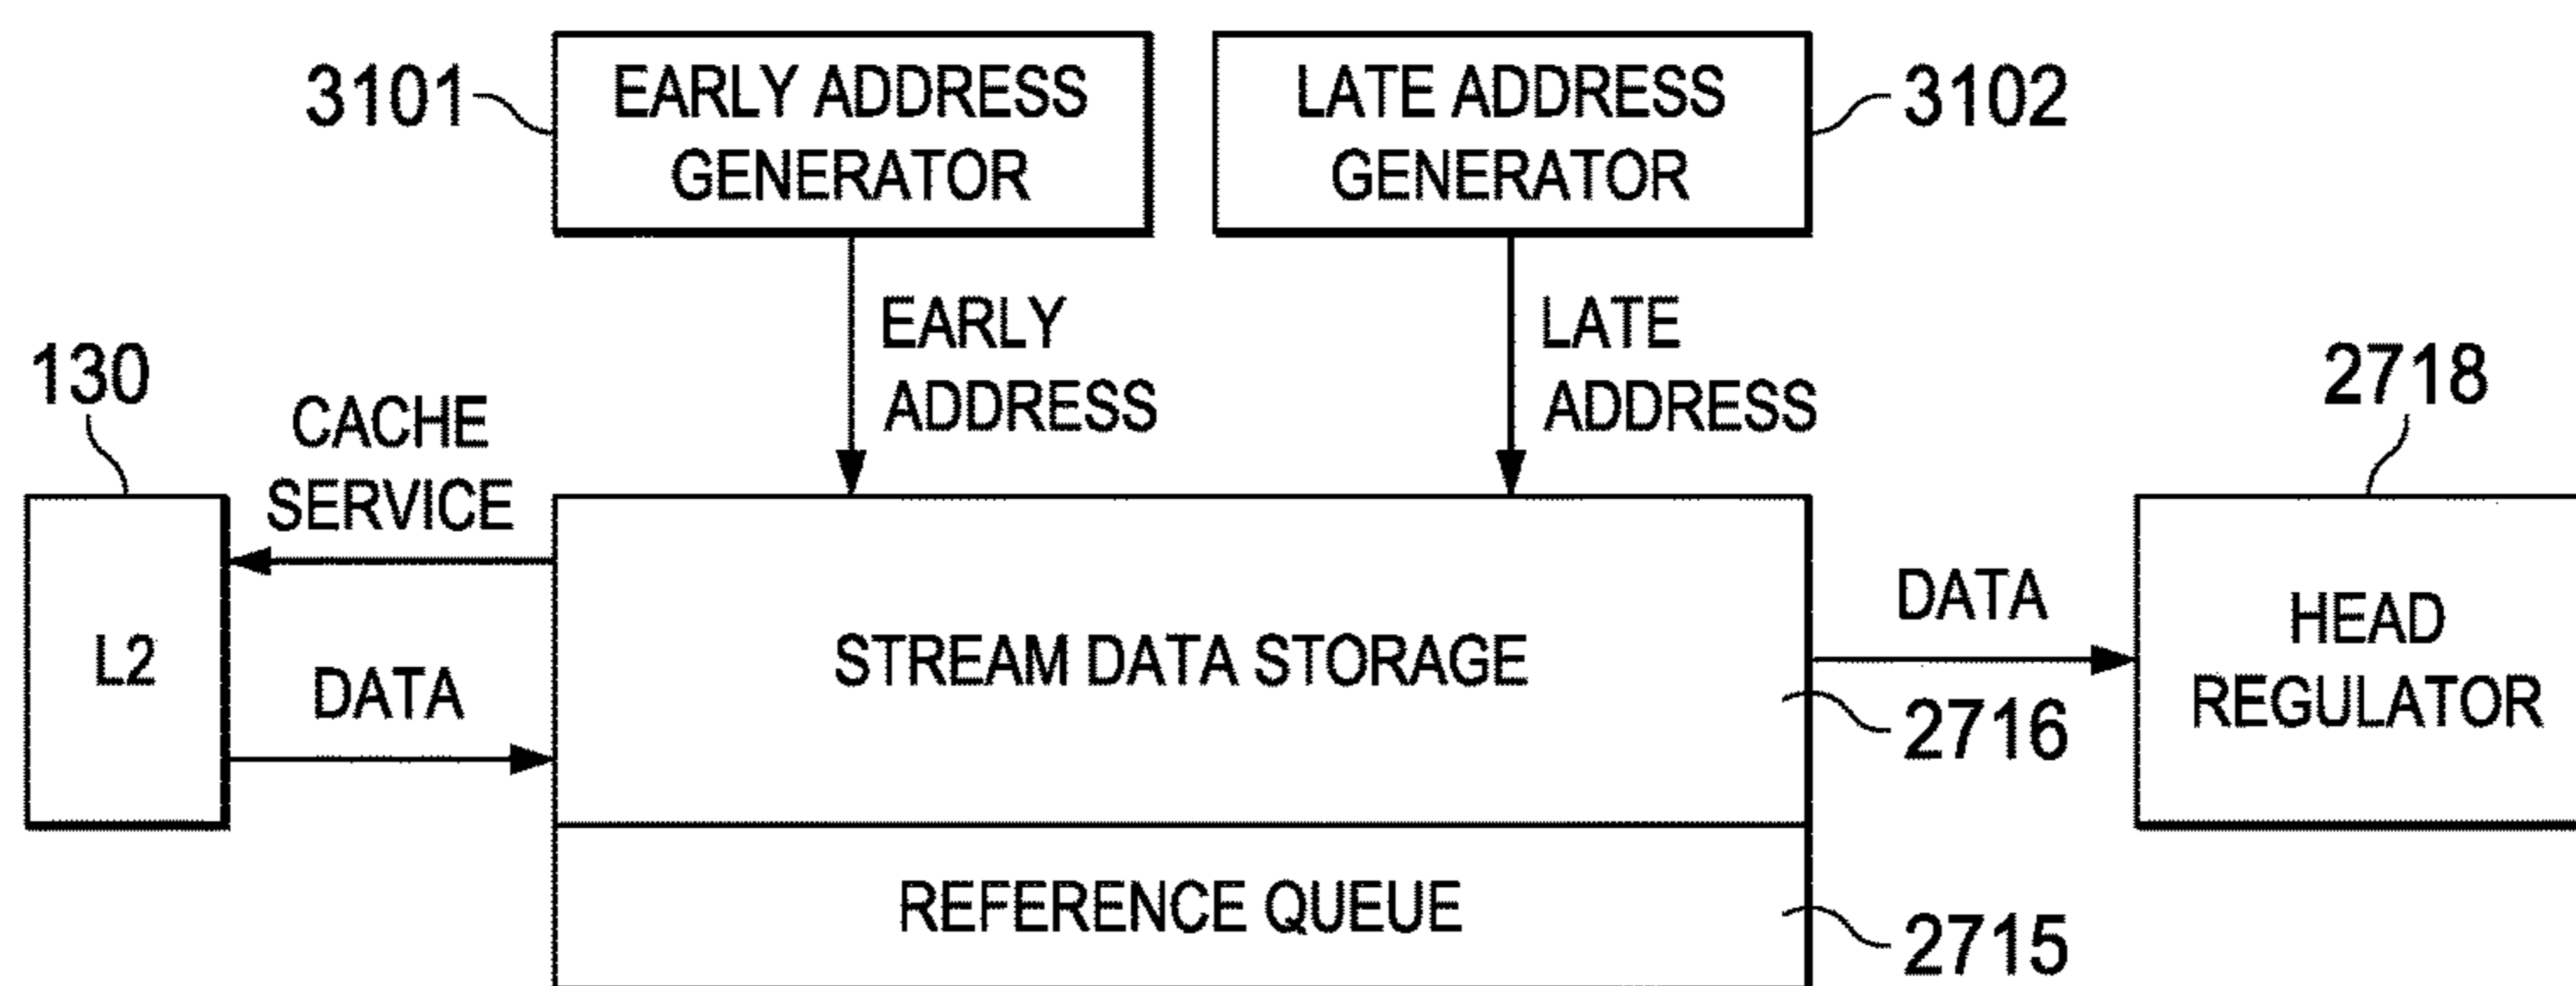 3101
EARLY ADDRESS
GENERATOR
LATE ADDRESS
GENERATOR
3102
EARLY
ADDRESS
LATE
ADDRESS
130
CACHE
SERVICE
2718
L2
DATA
STREAM DATA STORAGE
DATA
HEAD
REGULATOR
2716
REFERENCE QUEUE
2715